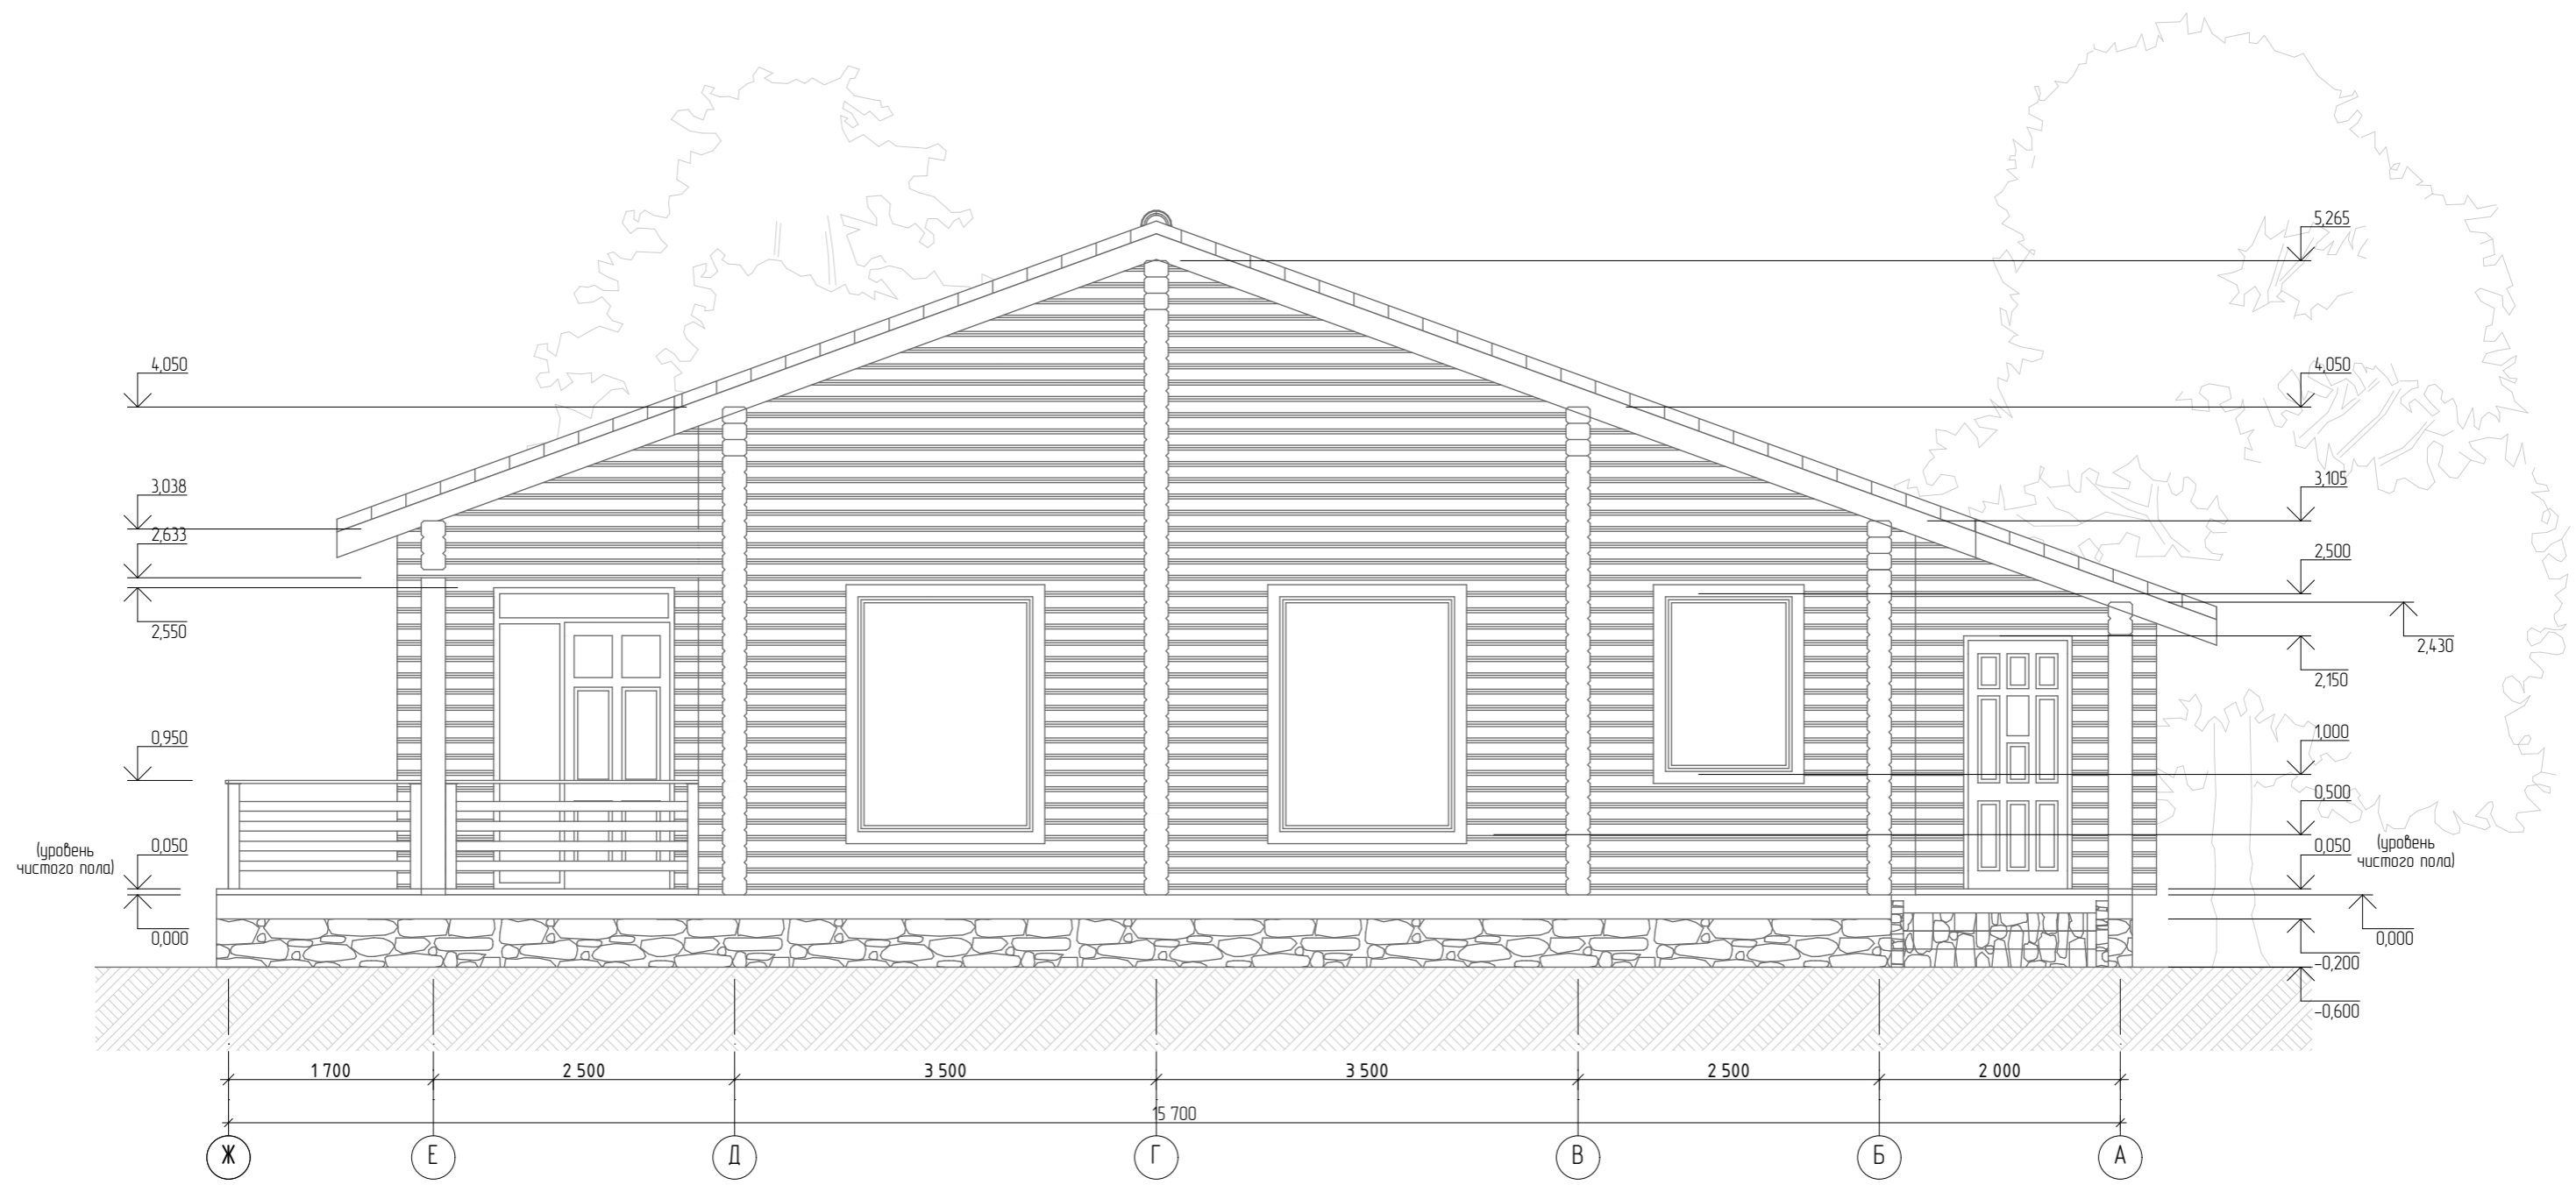 5,265
4,050
4,050
3,105
3,038
2,633
2,500
2,550
2,430
2,150
0,950
1,000
0,500
(уровень
чистого пола)
0,050
0,050
(уровень
чистого пола)
0,000
0,000
-0,200
-0,600
1 700
2 500
3 500
3 500
2 500
2 000
15 700
Ж
Е
Д
Г
В
Б
А